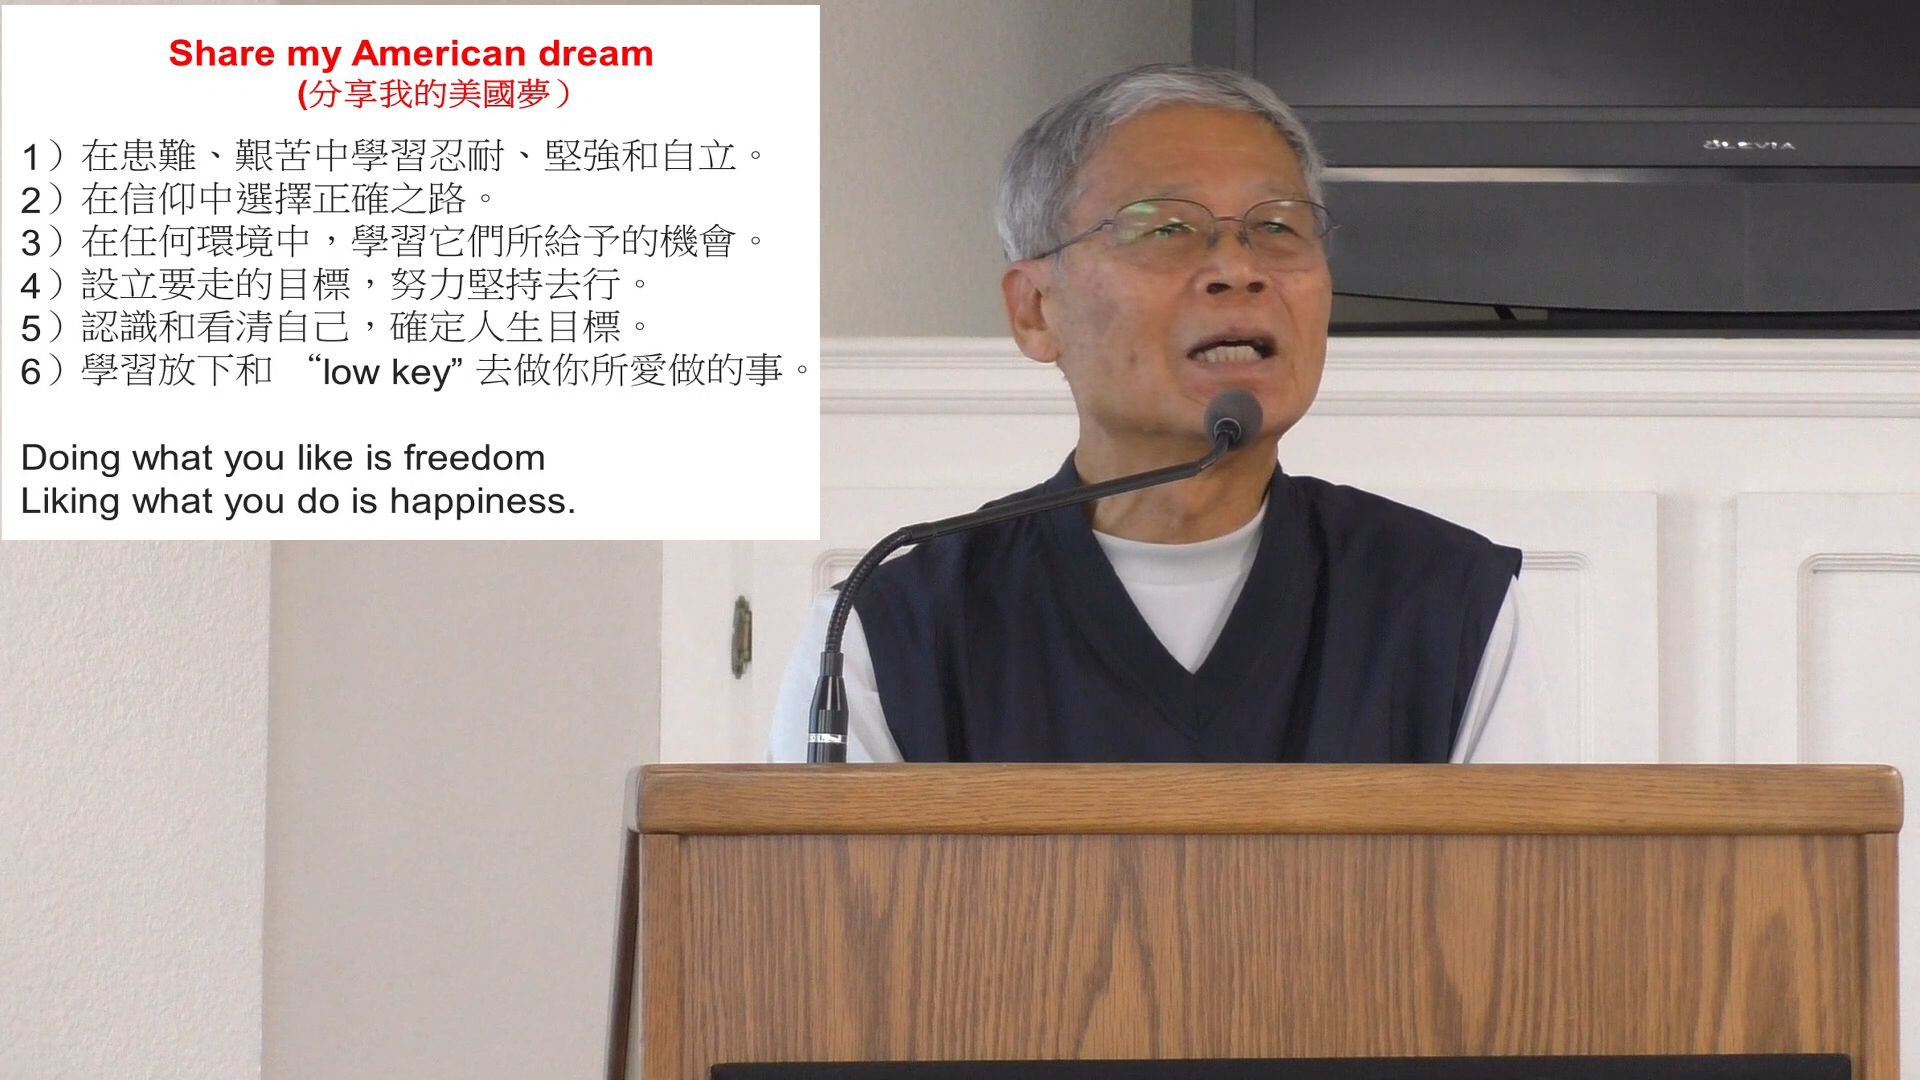 Share my American dream
(分享我的美國夢）
1）在患難、艱苦中學習忍耐、堅強和自立。
2）在信仰中選擇正確之路。
3）在任何環境中，學習它們所給予的機會。
4）設立要走的目標，努力堅持去行。
5）認識和看清自己，確定人生目標。
6）學習放下和 “low key” 去做你所愛做的事。
Doing what you like is freedom
Liking what you do is happiness.
OLEVIA